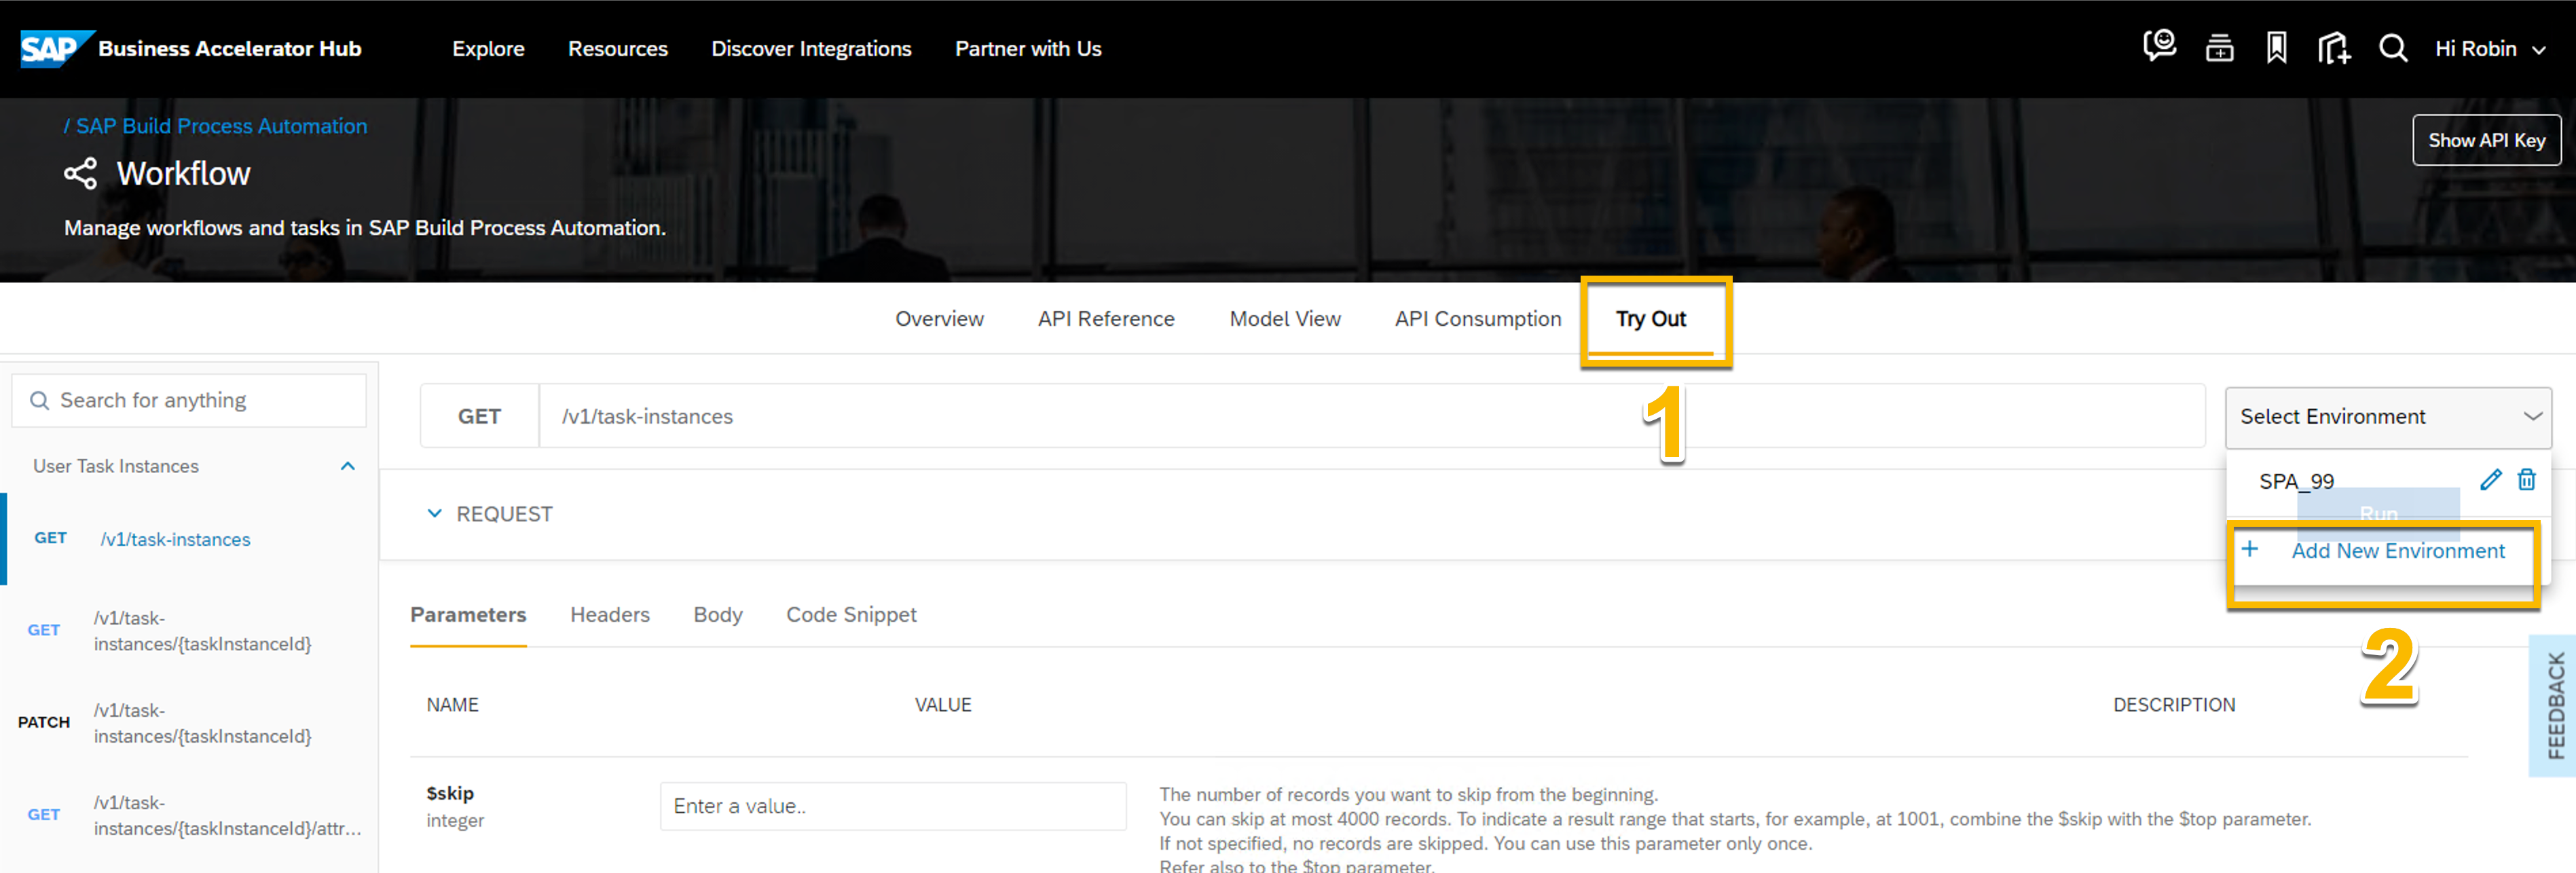 SAP Business Accelerator Hub
Explore
Resources
Discover Integrations
Partner with Us
Hi Robin
/ SAP Build Process Automation
Show API Key
Workflow
Manage workflows and tasks in SAP Build Process Automation.
Overview
API Reference
Model View
API Consumption
Try Out
1
Search for anything
GET
/v1/task-instances
Select Environment
User Task Instances
SPA_99
REQUEST
Run
GET
/v1/task-instances
Add New Environment
Parameters
Headers
Body
Code Snippet
GET
/v1/task-
instances/{taskInstanceId}
2
FEEDBACK
NAME
VALUE
DESCRIPTION
PATCH
/v1/task-
instances/{taskInstanceId}
$skip
integer
Enter a value..
The number of records you want to skip from the beginning.
You can skip at most 4000 records. To indicate a result range that starts, for example, at 1001, combine the $skip with the $top parameter.
If not specified, no records are skipped. You can use this parameter only once.
Refer also to the $top parameter.
GET
/v1/task-
instances/{taskInstanceId}/attr...